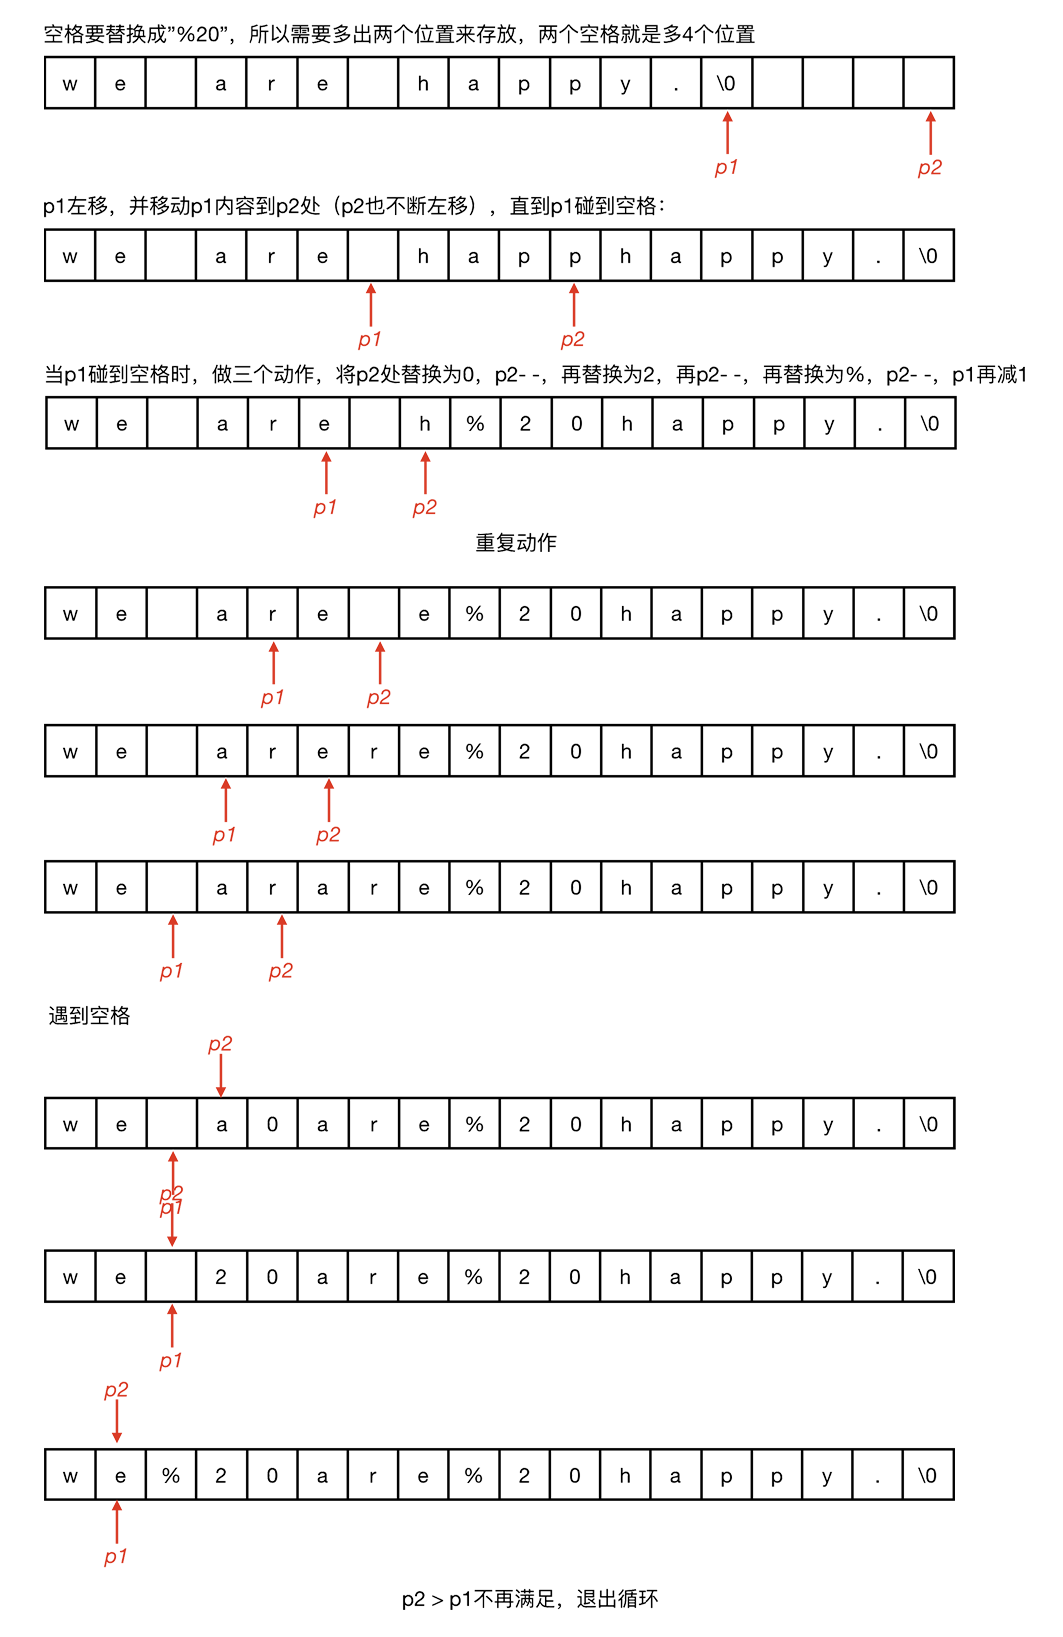 空格要替换成”%20”，所以需要多出两个位置来存放，两个空格就是多4个位置
w e a r e h a p p y . \0
p1 p2
p1左移，并移动p1内容到p2处（p2也不断左移），直到p1碰到空格：
w e a r e h a p p h a p p y . \0
p1 p2
当p1碰到空格时，做三个动作，将p2处替换为0，p2- -，再替换为2，再p2- -，再替换为%，p2- -，p1再减1
w e a r e h % 2 0 h a p p y . \0
p1 p2
重复动作
w e a r e e % 2 0 h a p p y . \0
p1 p2
w e a r e r e % 2 0 h a p p y . \0
p1 p2
w e a r a r e % 2 0 h a p p y . \0
p1 p2
遇到空格
p2
w e a 0 a r e % 2 0 h a p p y . \0
p2
p1
w e 2 0 a r e % 2 0 h a p p y . \0
p1
p2
w e % 2 0 a r e % 2 0 h a p p y . \0
p1
p2 > p1不再满足，退出循环